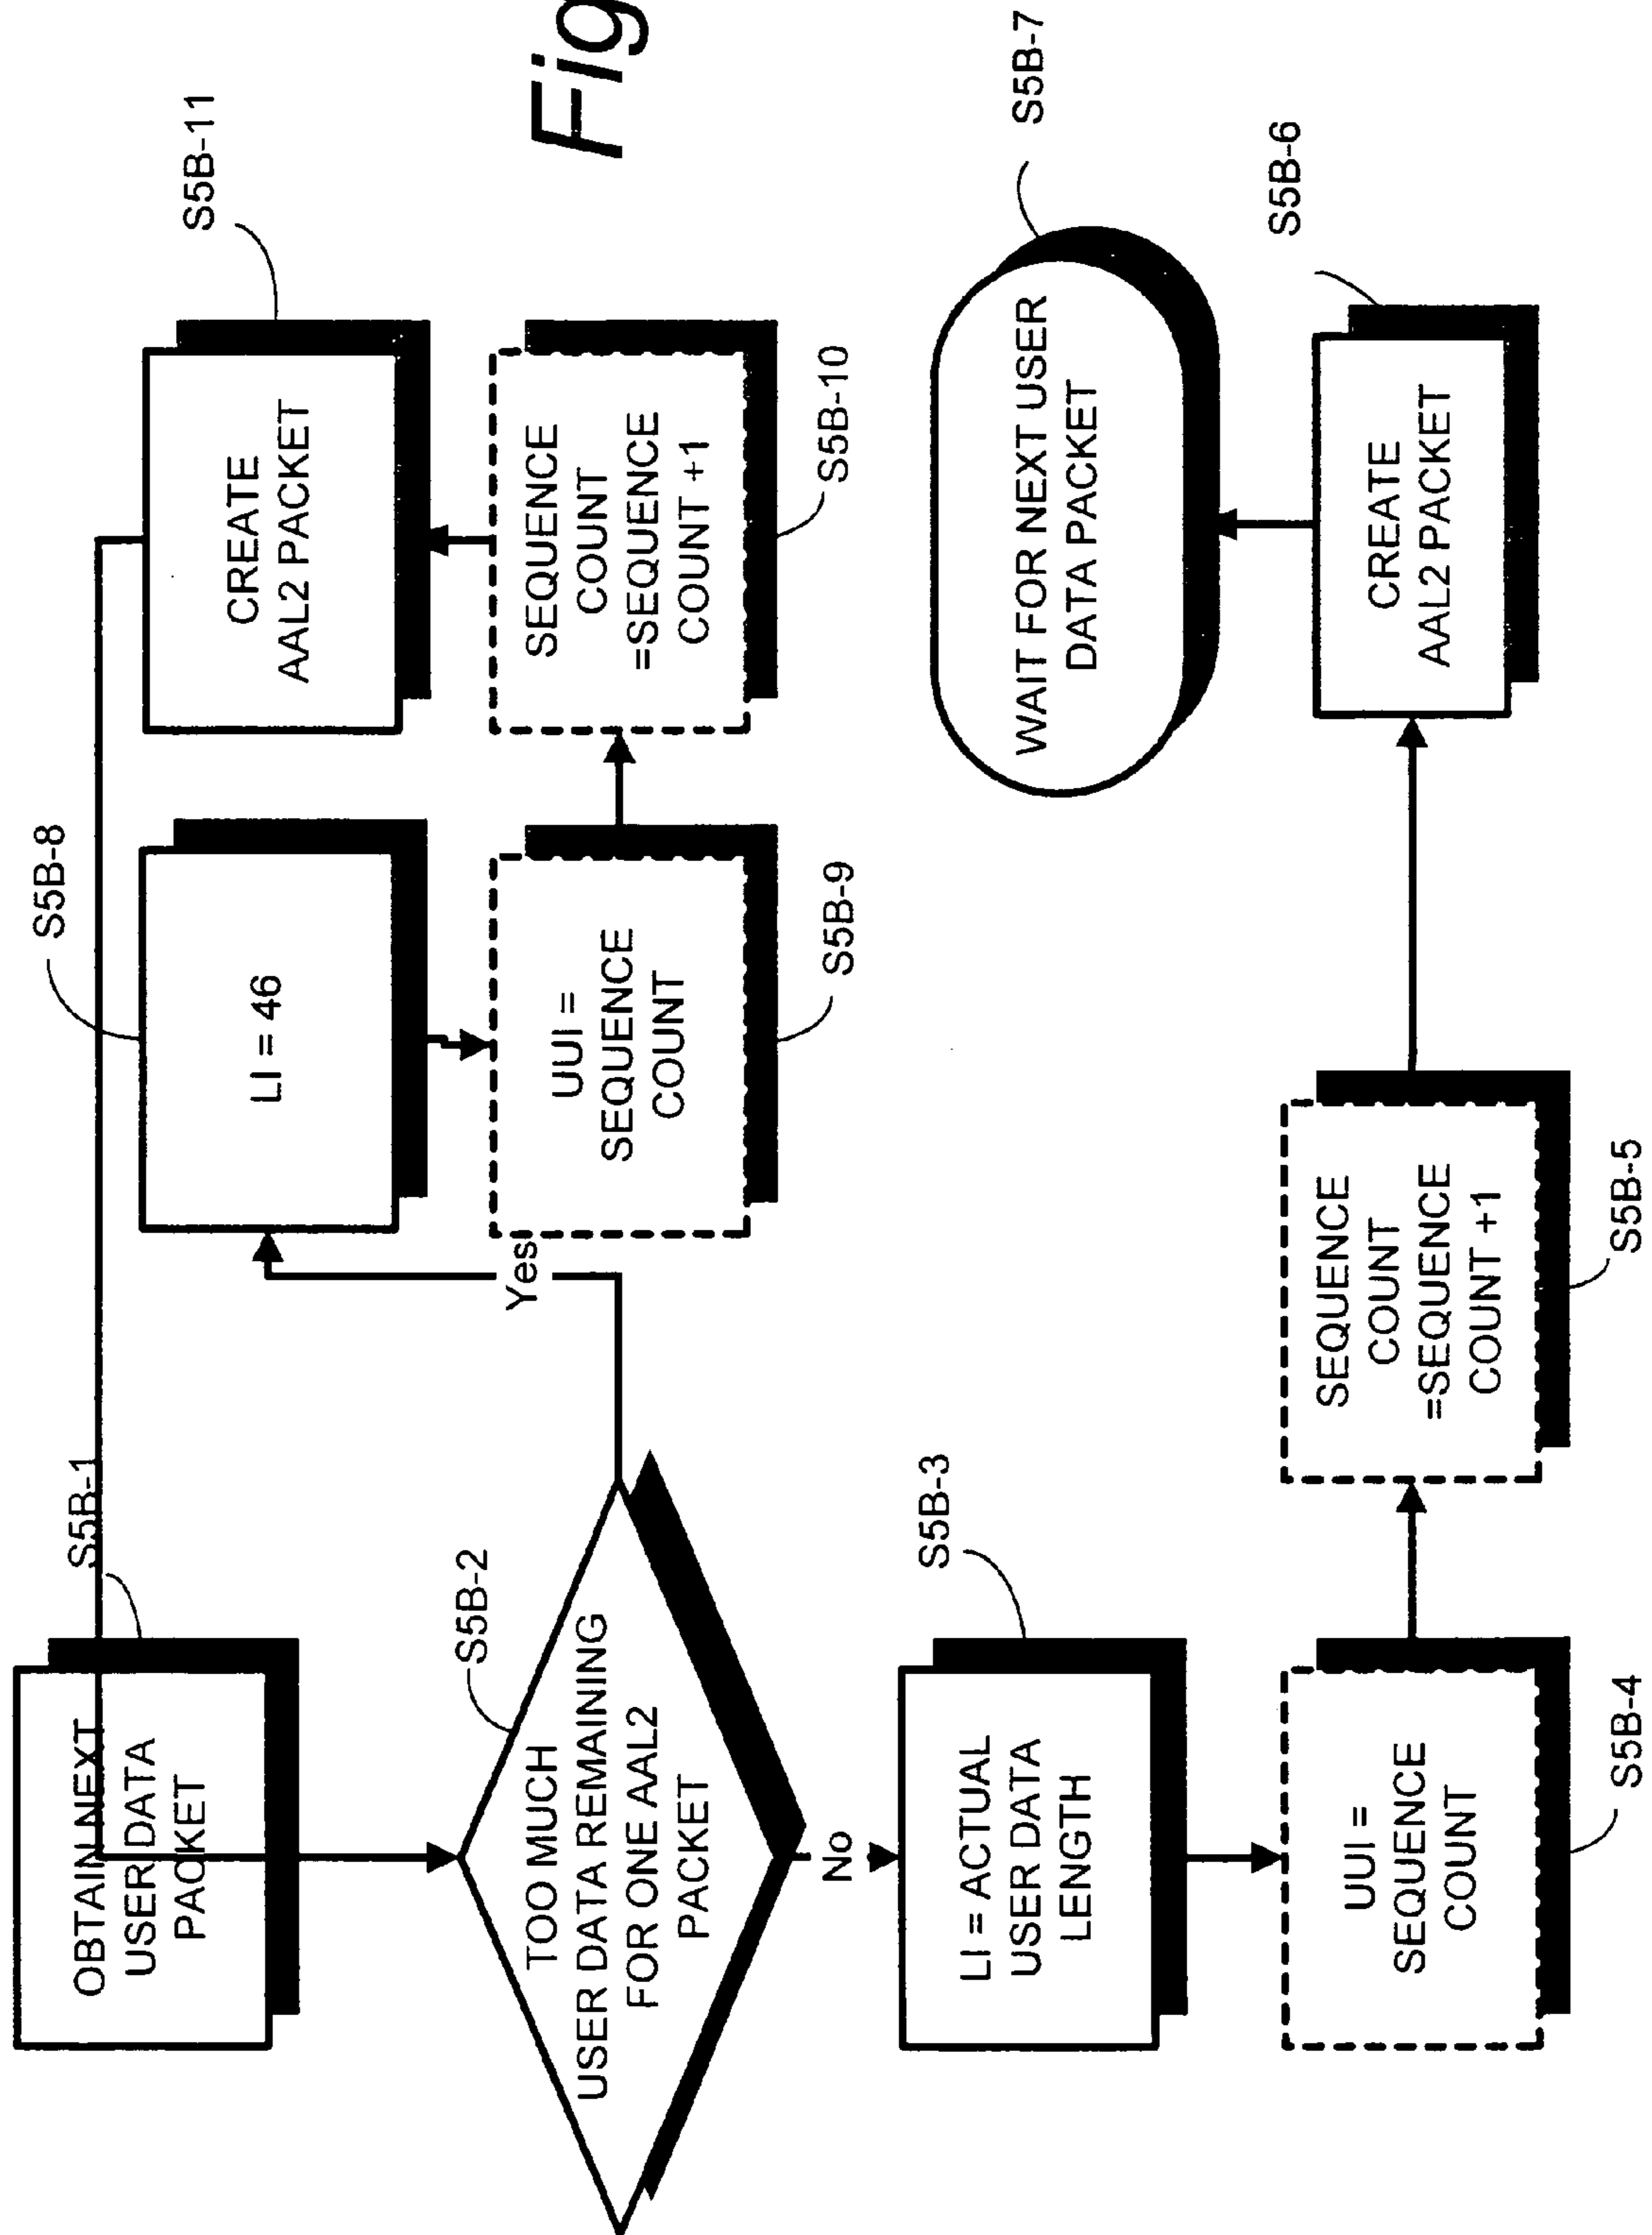 S5B-1
OBTAIN NEXT
USER DATA
PACKET
S5B-2
TOO MUCH
USER DATA REMAINING
FOR ONE AAL2
PACKET
Yes
No
S5B-8
LI = 46
S5B-9
UUI =
SEQUENCE
COUNT
S5B-10
SEQUENCE
COUNT
=SEQUENCE
COUNT +1
S5B-11
CREATE
AAL2 PACKET
Fig
S5B-3
LI = ACTUAL
USER DATA
LENGTH
S5B-4
UUI =
SEQUENCE
COUNT
S5B-5
SEQUENCE
COUNT
=SEQUENCE
COUNT +1
S5B-6
CREATE
AAL2 PACKET
S5B-7
WAIT FOR NEXT USER
DATA PACKET